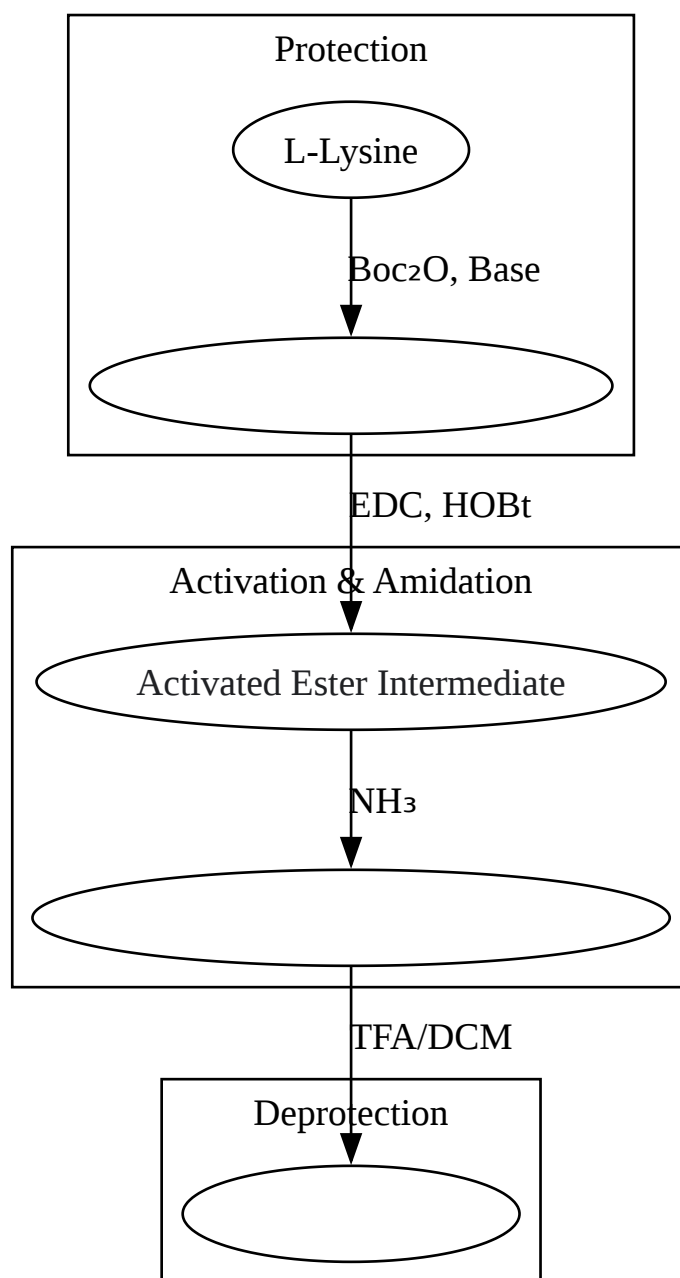 Protection
L-Lysine
Boc₂O, Base
EDC, HOBt
Activation & Amidation
Activated Ester Intermediate
NH₃
TFA/DCM
Deprotection